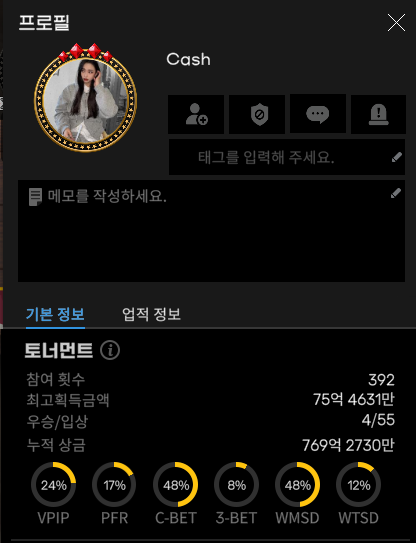 프로필
Cash
태그를 입력해 주세요.
메모를 작성하세요.
기본 정보 업적 정보
토너먼트
참여 횟수 392
최고획득금액 75억 4631만
우승/입상 4/55
누적 상금 769억 2730만
24% 17% 48% 8% 48% 12%
VPIP PFR C-BET 3-BET WMSD WTSD